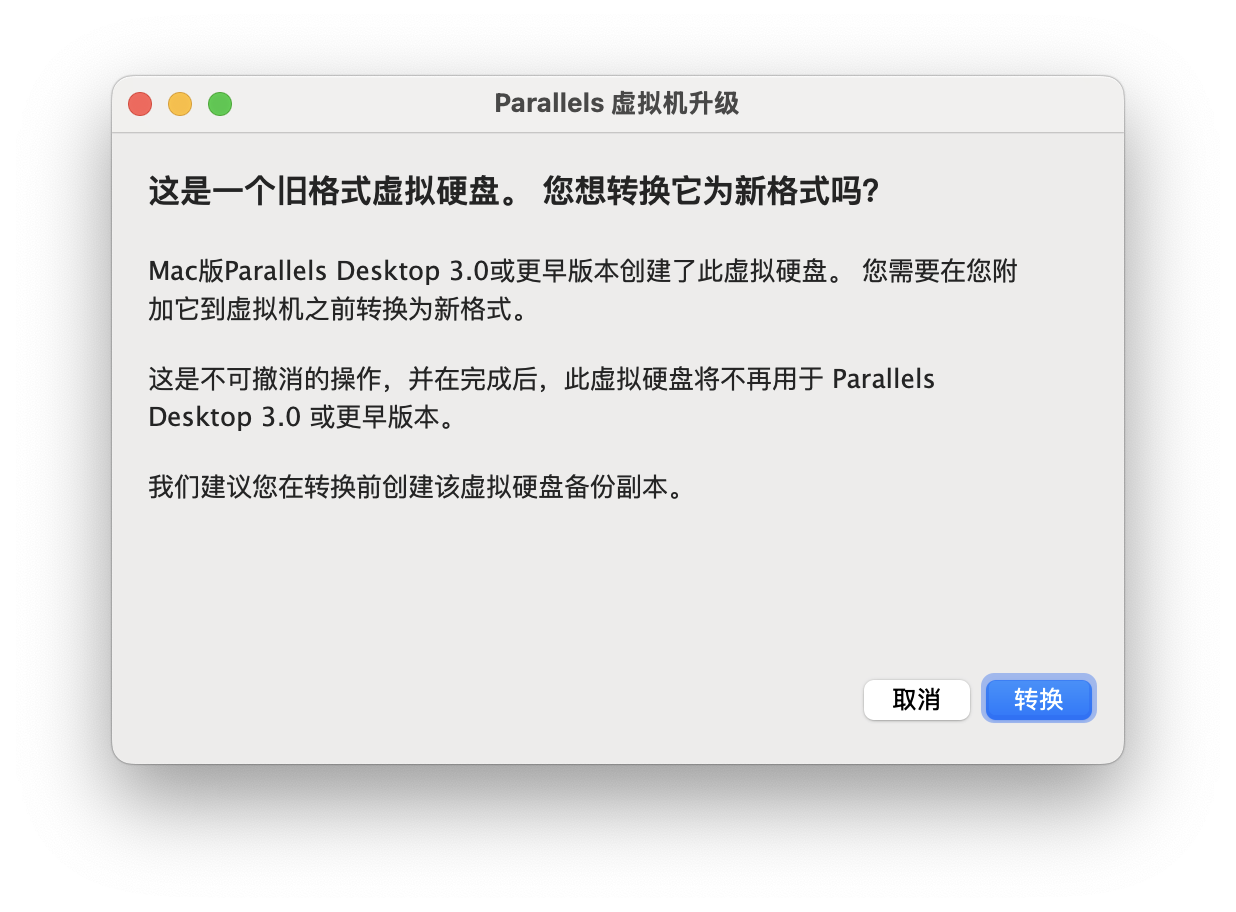 Parallels 虚拟机升级
这是一个旧格式虚拟硬盘。 您想转换它为新格式吗?
Mac版Parallels Desktop 3.0或更早版本创建了此虚拟硬盘。 您需要在您附
加它到虚拟机之前转换为新格式。
这是不可撤消的操作，并在完成后，此虚拟硬盘将不再用于 Parallels
Desktop 3.0 或更早版本。
我们建议您在转换前创建该虚拟硬盘备份副本。
取消
转换